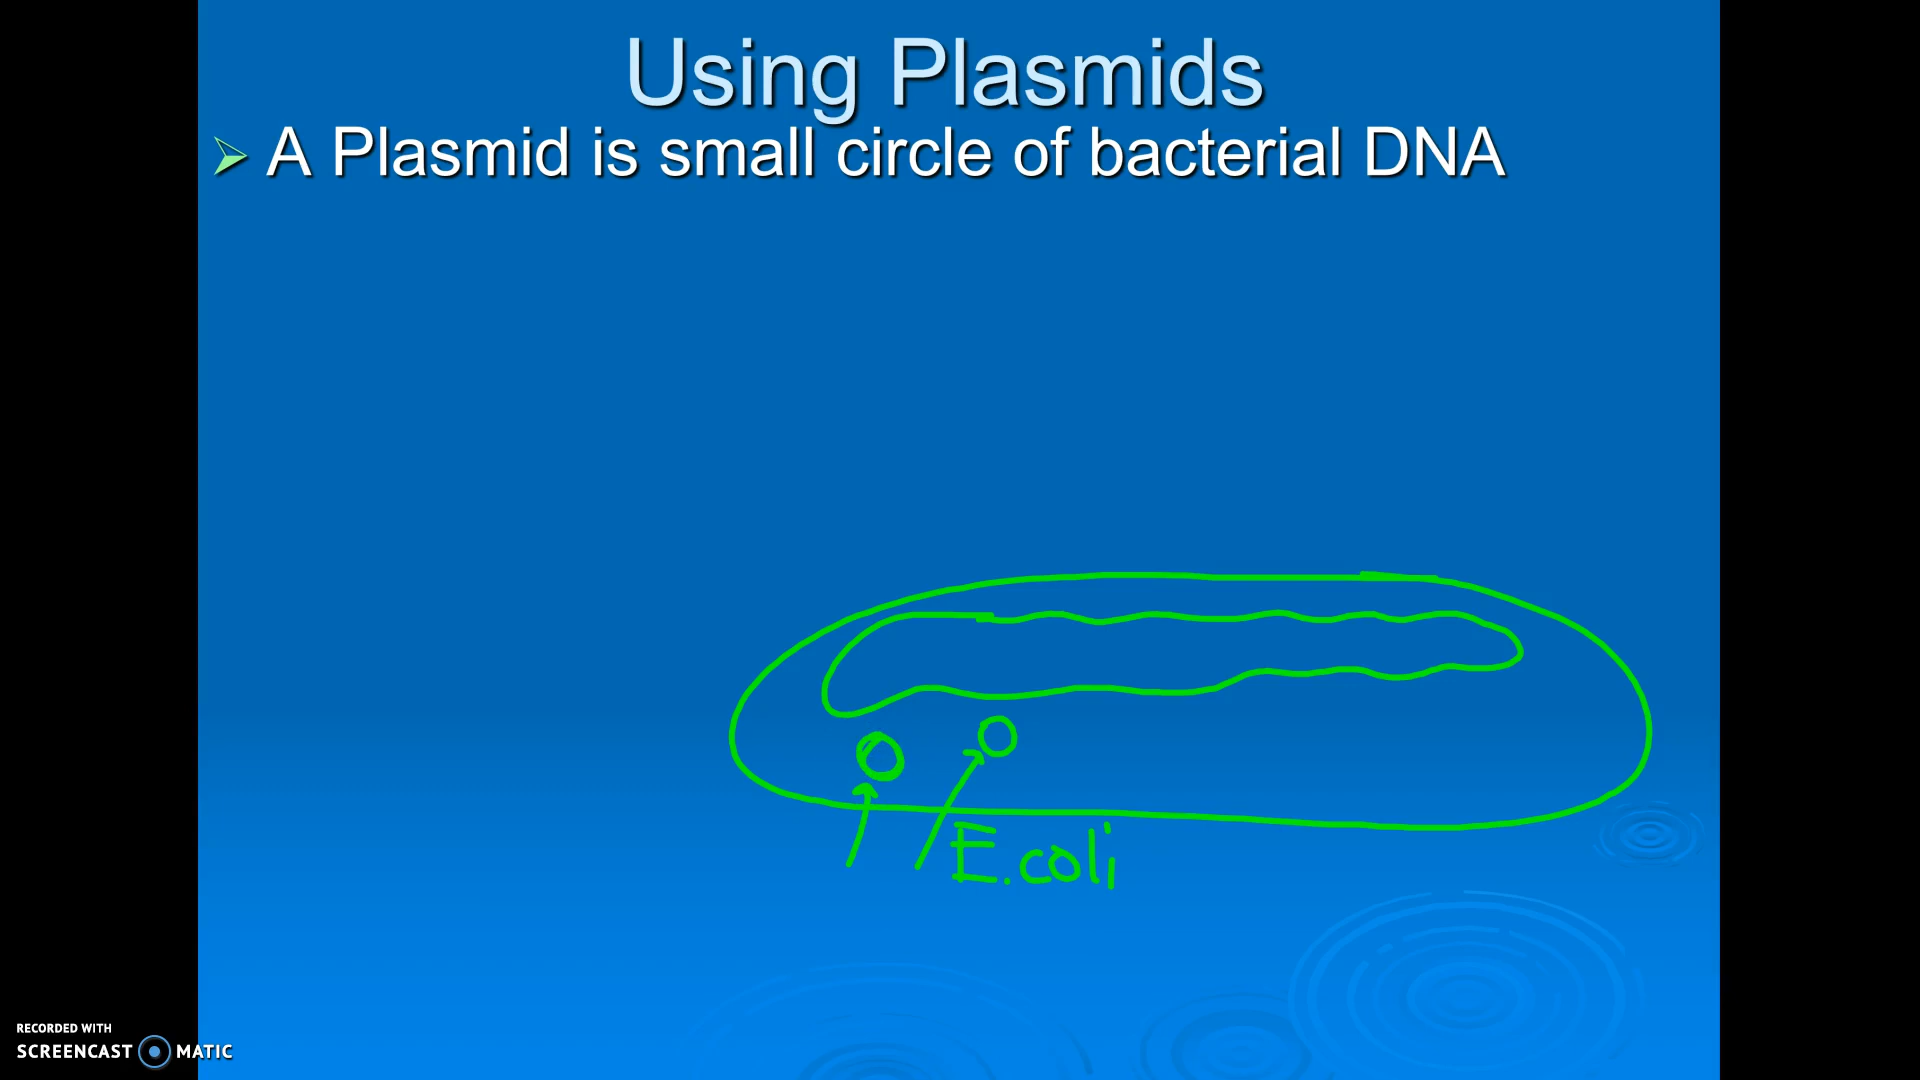 Using Plasmids
A Plasmid is small circle of bacterial DNA
E.coli
RECORDED WITH
SCREENCAST MATIC